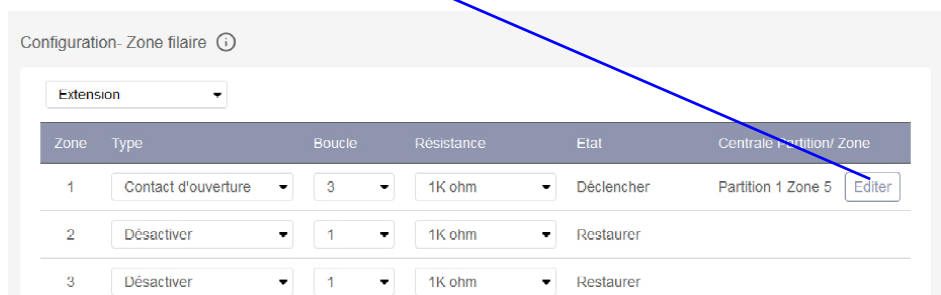 Configuration- Zone filaire
Extension
Zone Type Boucle Résistance Etat Centrale Partition/ Zone
1 Contact d'ouverture 3 1K ohm Déclencher Partition 1 Zone 5 Editer
2 Désactiver 1 1K ohm Restaurer
3 Désactiver 1 1K ohm Restaurer